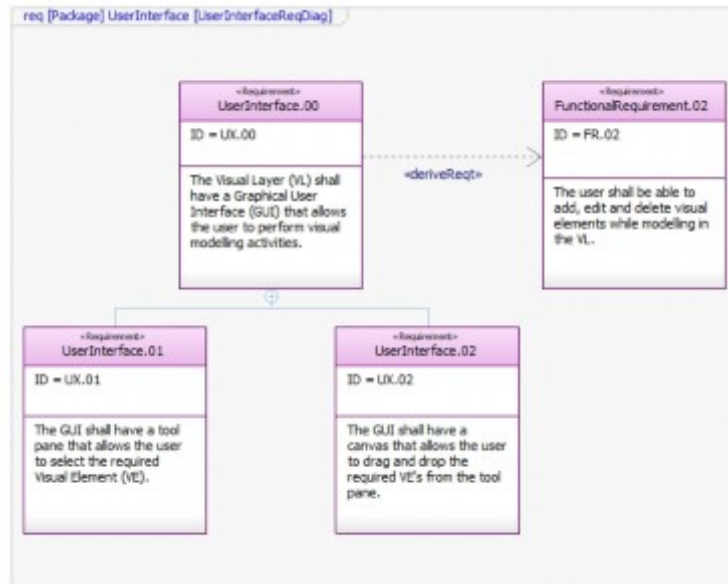 req [Package] UserInterface [UserInterfaceReqDiag]
«Requirement»
UserInterface.00
ID = UX.00
The Visual Layer (VL) shall
have a Graphical User
Interface (GUI) that allows
the user to perform visual
modelling activities.
«deriveReqt»
«Requirement»
FunctionalRequirement.02
ID = FR.02
The user shall be able to
add, edit and delete visual
elements while modelling in
the VL.
«Requirement»
UserInterface.01
ID = UX.01
The GUI shall have a tool
pane that allows the user
to select the required
Visual Element (VE).
«Requirement»
UserInterface.02
ID = UX.02
The GUI shall have a
canvas that allows the user
to drag and drop the
required VE's from the tool
pane.